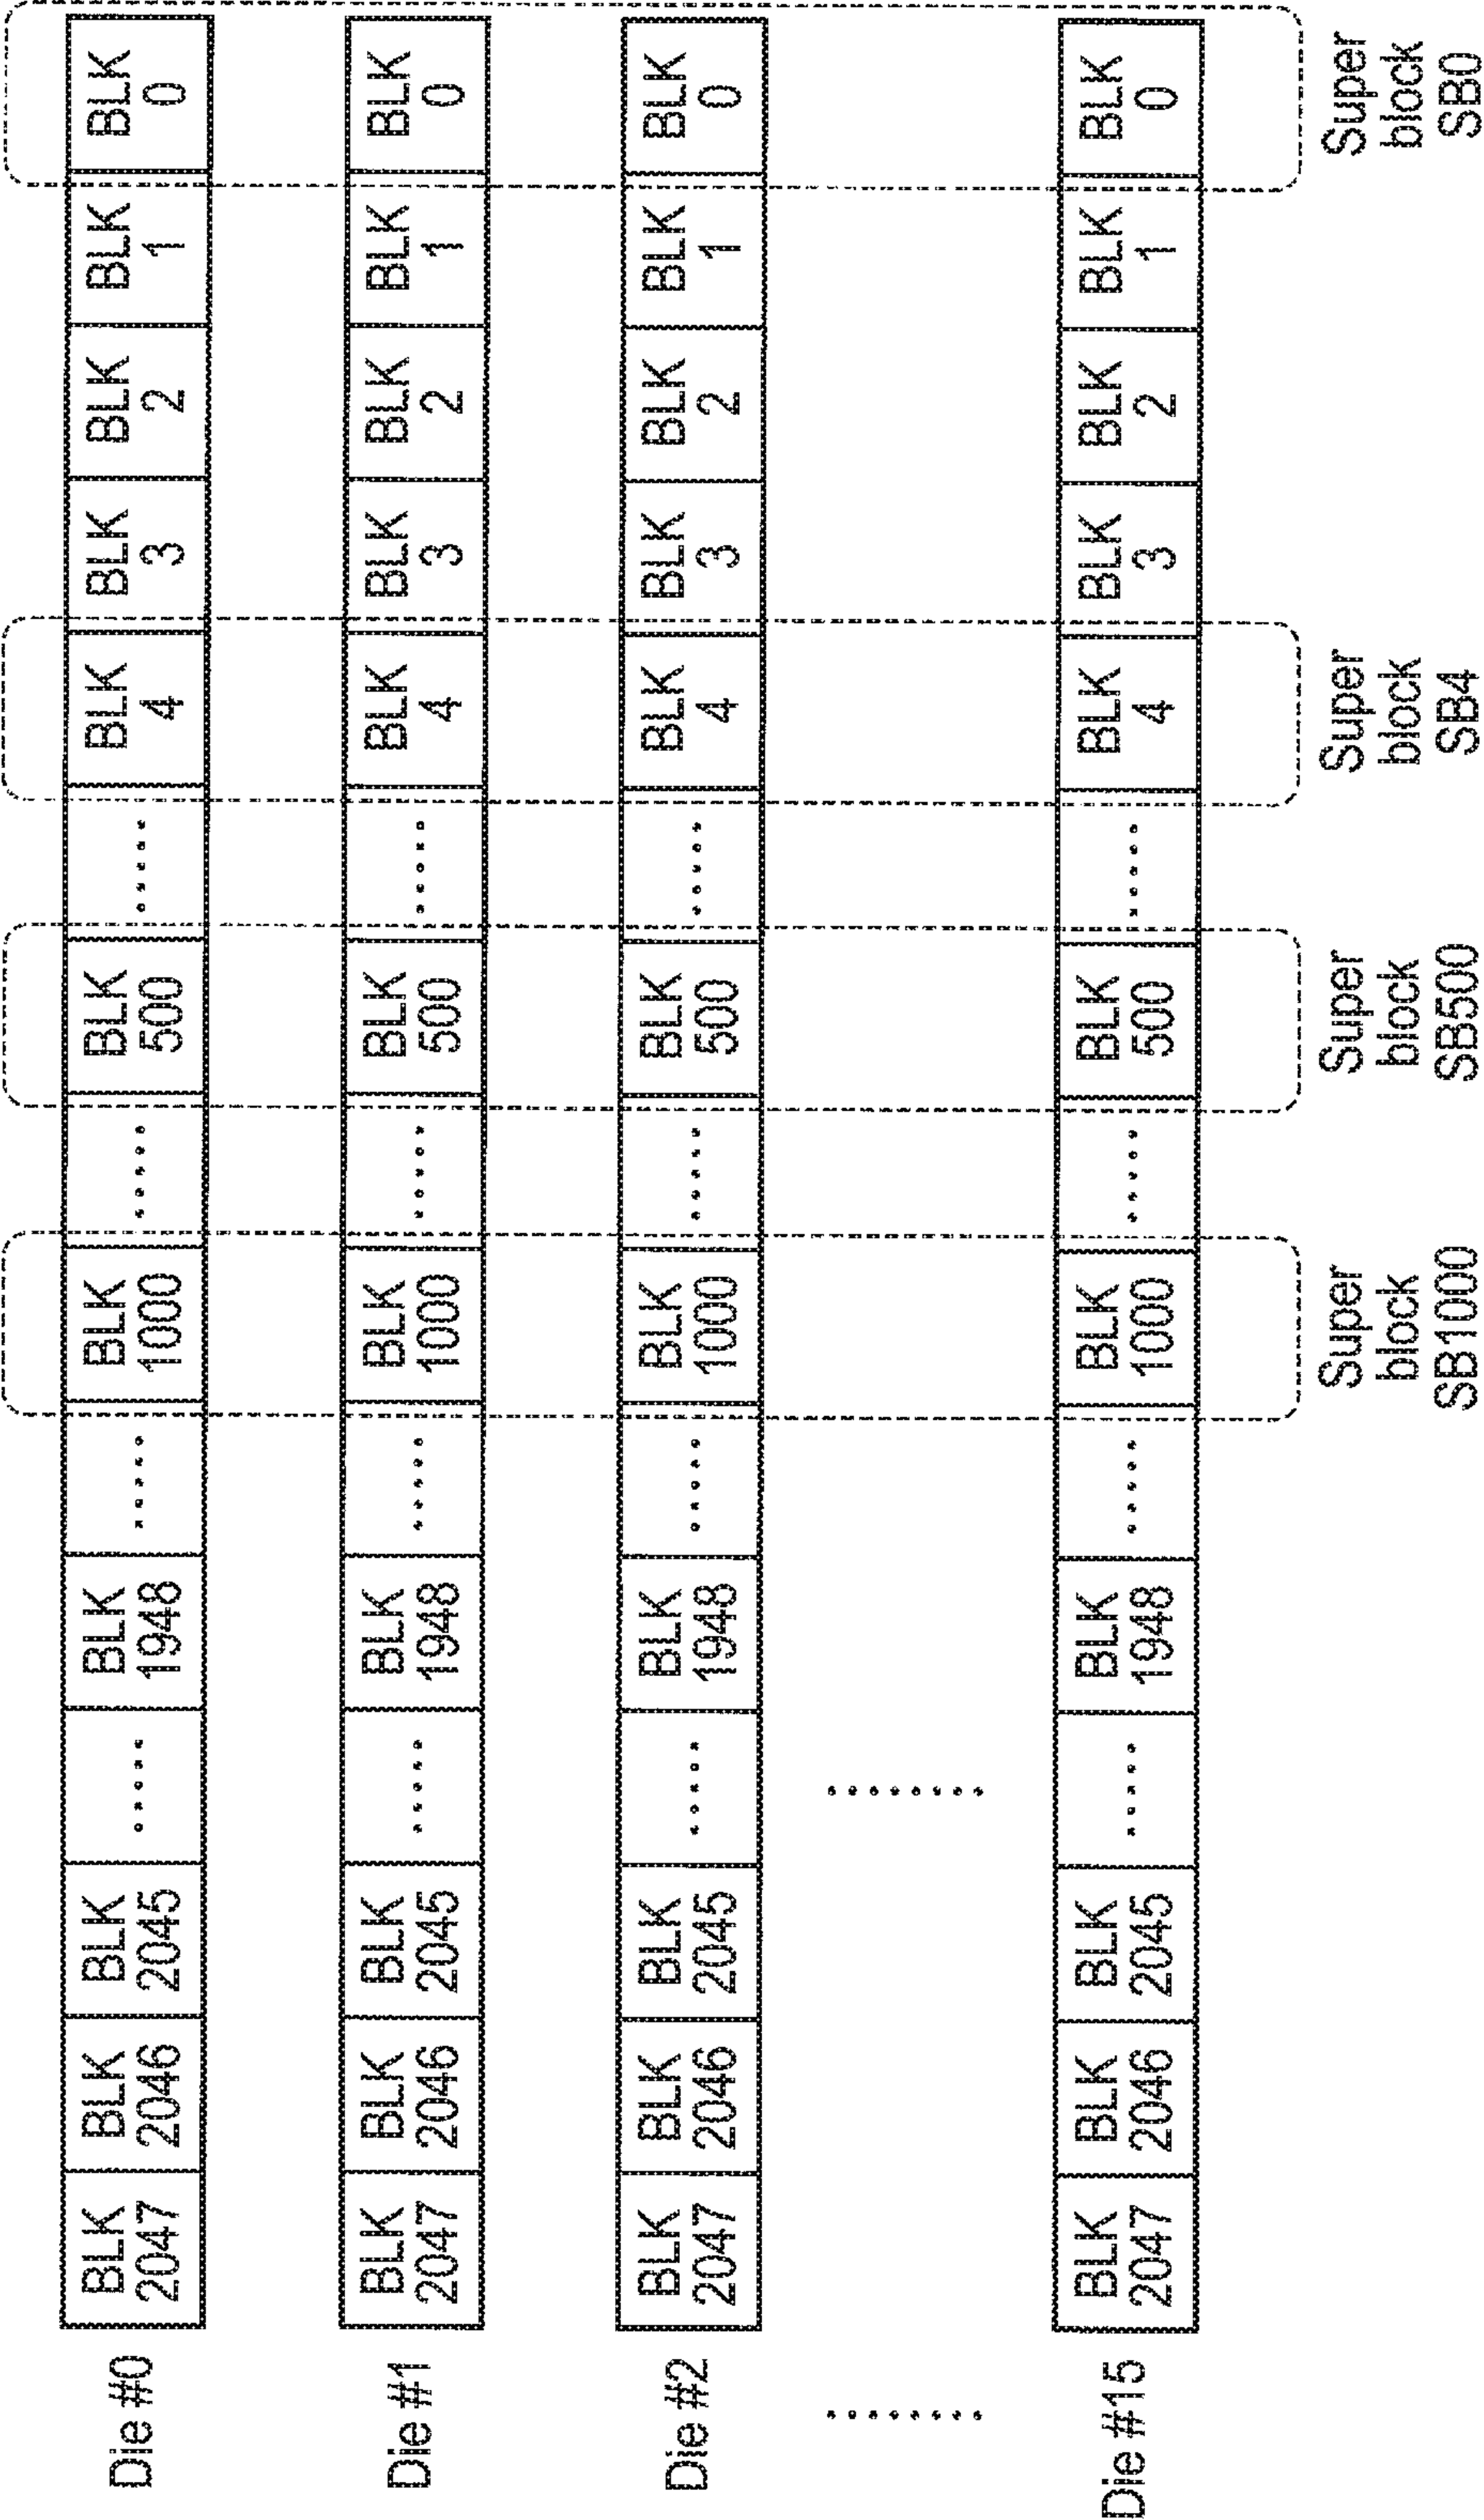 Die #0
BLK
2047
BLK
2046
BLK
2045
.....
BLK
1948
.....
BLK
1000
.....
BLK
500
.....
BLK
4
BLK
3
BLK
2
BLK
1
BLK
0
Die #1
BLK
2047
BLK
2046
BLK
2045
.....
BLK
1948
.....
BLK
1000
.....
BLK
500
.....
BLK
4
BLK
3
BLK
2
BLK
1
BLK
0
Die #2
BLK
2047
BLK
2046
BLK
2045
.....
BLK
1948
.....
BLK
1000
.....
BLK
500
.....
BLK
4
BLK
3
BLK
2
BLK
1
BLK
0
........
........
Die #15
BLK
2047
BLK
2046
BLK
2045
.....
BLK
1948
.....
BLK
1000
.....
BLK
500
.....
BLK
4
BLK
3
BLK
2
BLK
1
BLK
0
Super
block
SB1000
Super
block
SB500
Super
block
SB4
Super
block
SB0